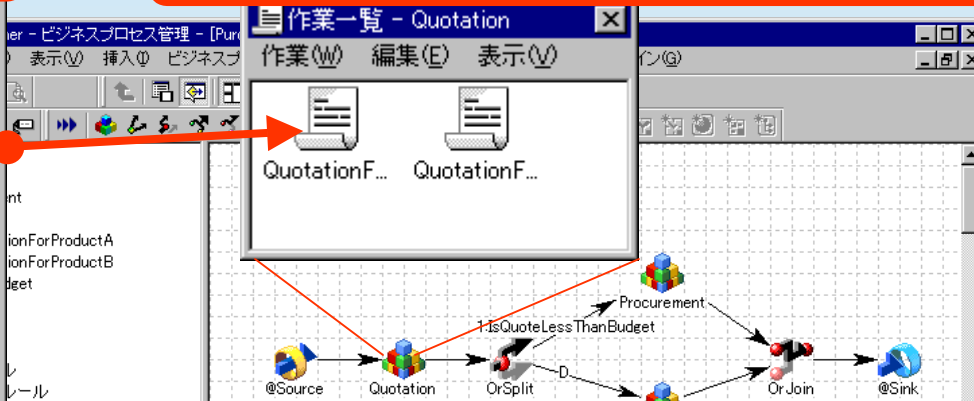 作業一覧 - Quotation
er - ビジネスプロセス管理 - [Pur
表示(V) 挿入(I) ビジネスプ
作業(W) 編集(E) 表示(V)
イン(G)
QuotationF... QuotationF...
ent
ionForProductA
ionForProductB
dget
Procurement
1:IsQuoteLessThanBudget
D
@Source Quotation OrSplit OrJoin @Sink
ル
レール